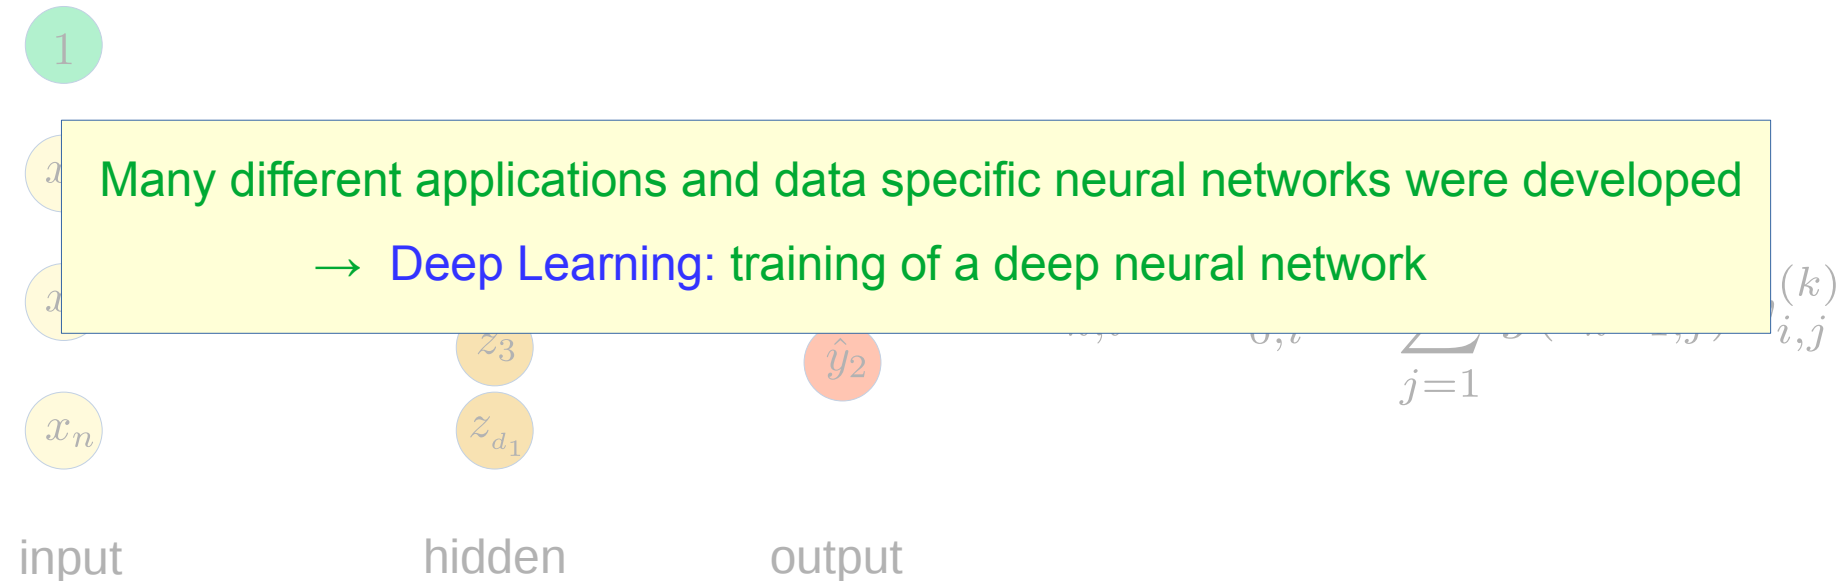 1
Many different applications and data specific neural networks were developed
→ Deep Learning: training of a deep neural network
(k)
i,j
z3
ŷ2
j=1
xn
zd1
input hidden output